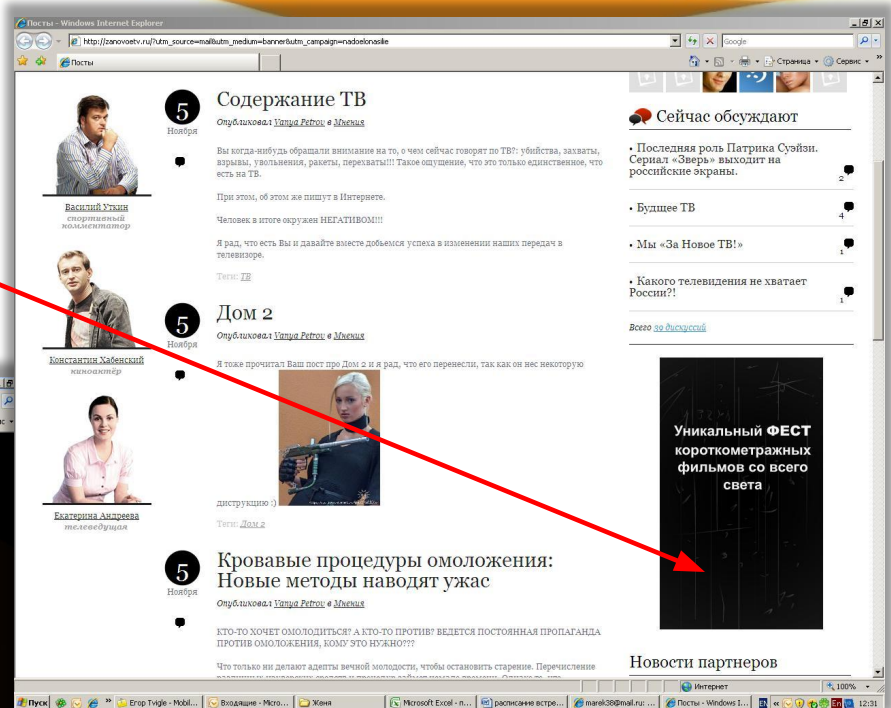 Посты - Windows Internet Explorer
http://zanovoetv.ru/?utm_source=mail&utm_medium=banner&utm_campaign=nadoelonasilie
Google
Посты
Страница
Сервис
Василий Уткин
спортивный
комментатор
Константин Хабенский
киноактёр
Екатерина Андреева
телеведущая
5
Ноября
Содержание ТВ
Опубликовал Vanya Petrov в Мнения
Вы когда-нибудь обращали внимание на то, о чем сейчас говорят по ТВ?: убийства, захваты,
взрывы, увольнения, ракеты, перехваты!!! Такое ощущение, что это только единственное, что
есть на ТВ.
При этом, об этом же пишут в Интернете.
Человек в итоге окружен НЕГАТИВОМ!!!
Я рад, что есть Вы и давайте вместе добьемся успеха в изменении наших передач в
телевизоре.
Теги: ТВ
5
Ноября
Дом 2
Опубликовал Vanya Petrov в Мнения
Я тоже прочитал Ваш пост про Дом 2 и я рад, что его перенесли, так как он нес некоторую
диструкцию :)
Теги: Дом 2
5
Ноября
Кровавые процедуры омоложения:
Новые методы наводят ужас
Опубликовал Vanya Petrov в Мнения
КТО-ТО ХОЧЕТ ОМОЛОДИТЬСЯ? А КТО-ТО ПРОТИВ? ВЕДЕТСЯ ПОСТОЯННАЯ ПРОПАГАНДА
ПРОТИВ ОМОЛОЖЕНИЯ, КОМУ ЭТО НУЖНО???
Что только ни делают адепты вечной молодости, чтобы остановить старение. Перечисление
Сейчас обсуждают
• Последняя роль Патрика Суэйзи.
Сериал «Зверь» выходит на
российские экраны.
2
• Будщее ТВ
4
• Мы «За Новое ТВ!»
1
• Какого телевидения не хватает
России?!
1
Всего 39 дискуссий
Уникальный ФЕСТ
короткометражных
фильмов со всего
света
Новости партнеров
Интернет
100%
Пуск
Егор Tvigle - Mobil...
Входящие - Micro...
Женя
Microsoft Excel - п...
расписание встре...
marek38@mail.ru: ...
Посты - Windows I...
En
12:31